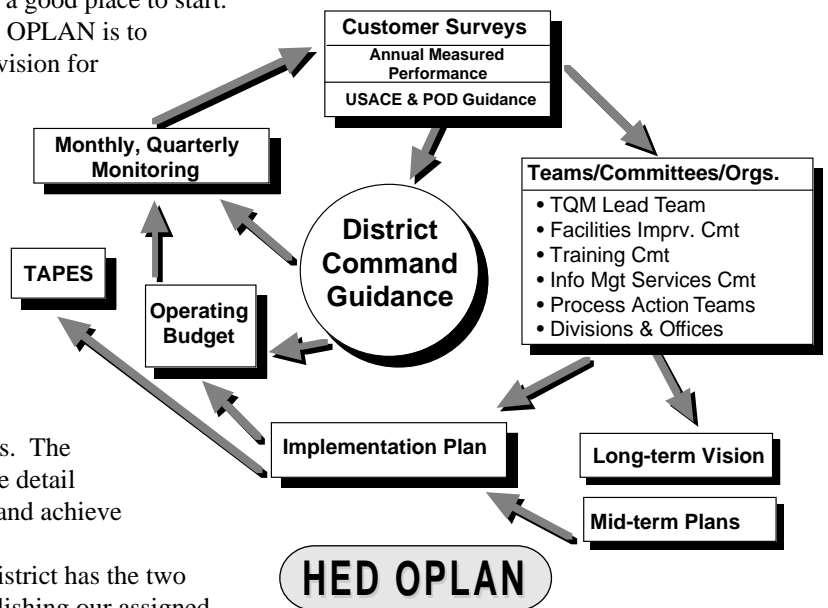 a good place to start.
OPLAN is to
vision for
Customer Surveys
Annual Measured
Performance
USACE & POD Guidance
Monthly, Quarterly
Monitoring
Teams/Committees/Orgs.
• TQM Lead Team
• Facilities Imprv. Cmt
• Training Cmt
• Info Mgt Services Cmt
• Process Action Teams
• Divisions & Offices
District
Command
Guidance
TAPES
Operating
Budget
Implementation Plan
Long-term Vision
Mid-term Plans
s. The
e detail
and achieve
istrict has the two
lishing our assigned
HED OPLAN